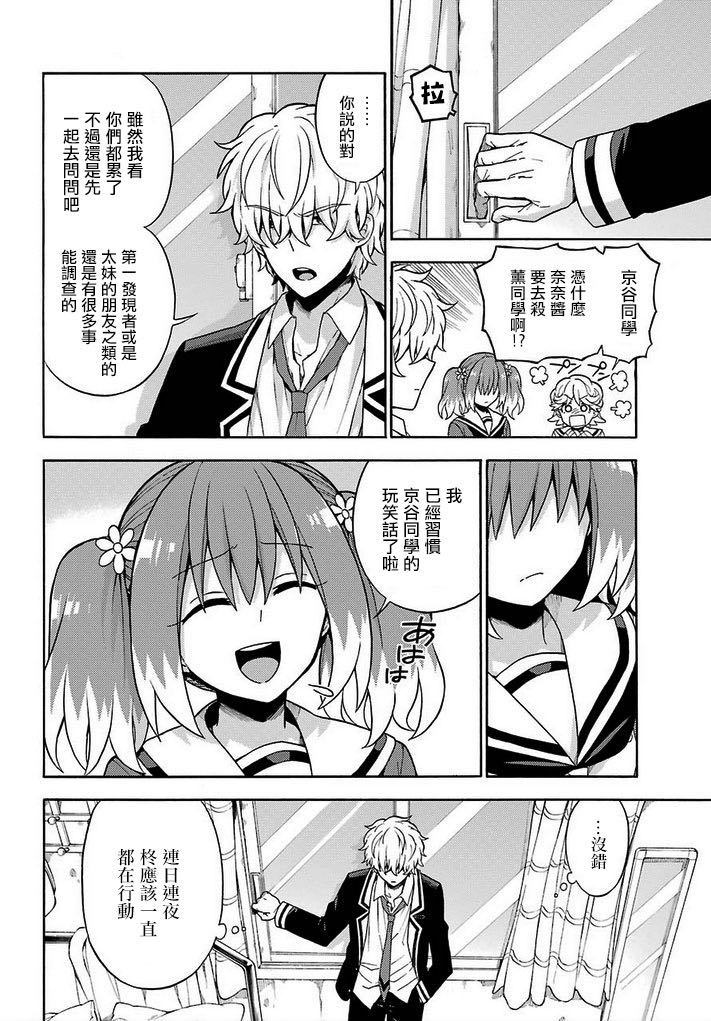 拉
……
你說的對
雖然我看
你們都累了
不過還是先
一起去問問吧
第一發現者或是
太妹的朋友之類的
還是有很多事
能調查的
京谷同學
憑什麼
奈奈醬
要去殺
薰同學啊!?
我
已經習慣
京谷同學的
玩笑話了啦
あはは
…沒錯
連日連夜
柊應該一直
都在行動